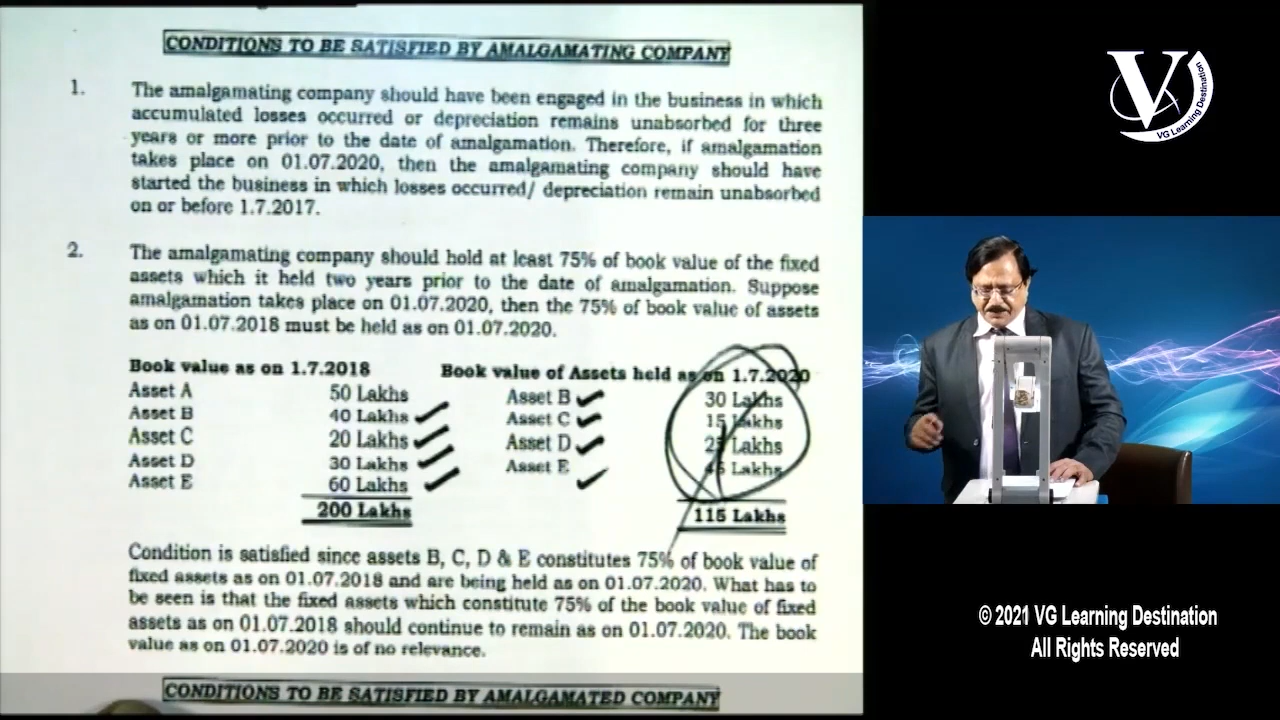 CONDITIONS TO BE SATISFIED BY AMALGAMATING COMPANY
1. The amalgamating company should have been engaged in the business in which
accumulated losses occurred or depreciation remains unabsorbed for three
years or more prior to the date of amalgamation. Therefore, if amalgamation
takes place on 01.07.2020, then the amalgamating company should have
started the business in which losses occurred/ depreciation remain unabsorbed
on or before 1.7.2017.
2. The amalgamating company should hold at least 75% of book value of the fixed
assets which it held two years prior to the date of amalgamation. Suppose
amalgamation takes place on 01.07.2020, then the 75% of book value of assets
as on 01.07.2018 must be held as on 01.07.2020.
Book value as on 1.7.2018 Book value of Assets held as on 1.7.2020
Asset A 50 Lakhs Asset B 30 Lakhs
Asset B 40 Lakhs Asset C 15 Lakhs
Asset C 20 Lakhs Asset D Lakhs
Asset D 30 Lakhs Asset E Lakhs
Asset E 60 Lakhs
200 Lakhs 115 Lakhs
Condition is satisfied since assets B, C, D & E constitutes 75% of book value of
fixed assets as on 01.07.2018 and are being held as on 01.07.2020. What has to
be seen is that the fixed assets which constitute 75% of the book value of fixed
assets as on 01.07.2018 should continue to remain as on 01.07.2020. The book
value as on 01.07.2020 is of no relevance.
CONDITIONS TO BE SATISFIED BY AMALGAMATED COMPANY
V
VG Learning Destination
© 2021 VG Learning Destination
All Rights Reserved